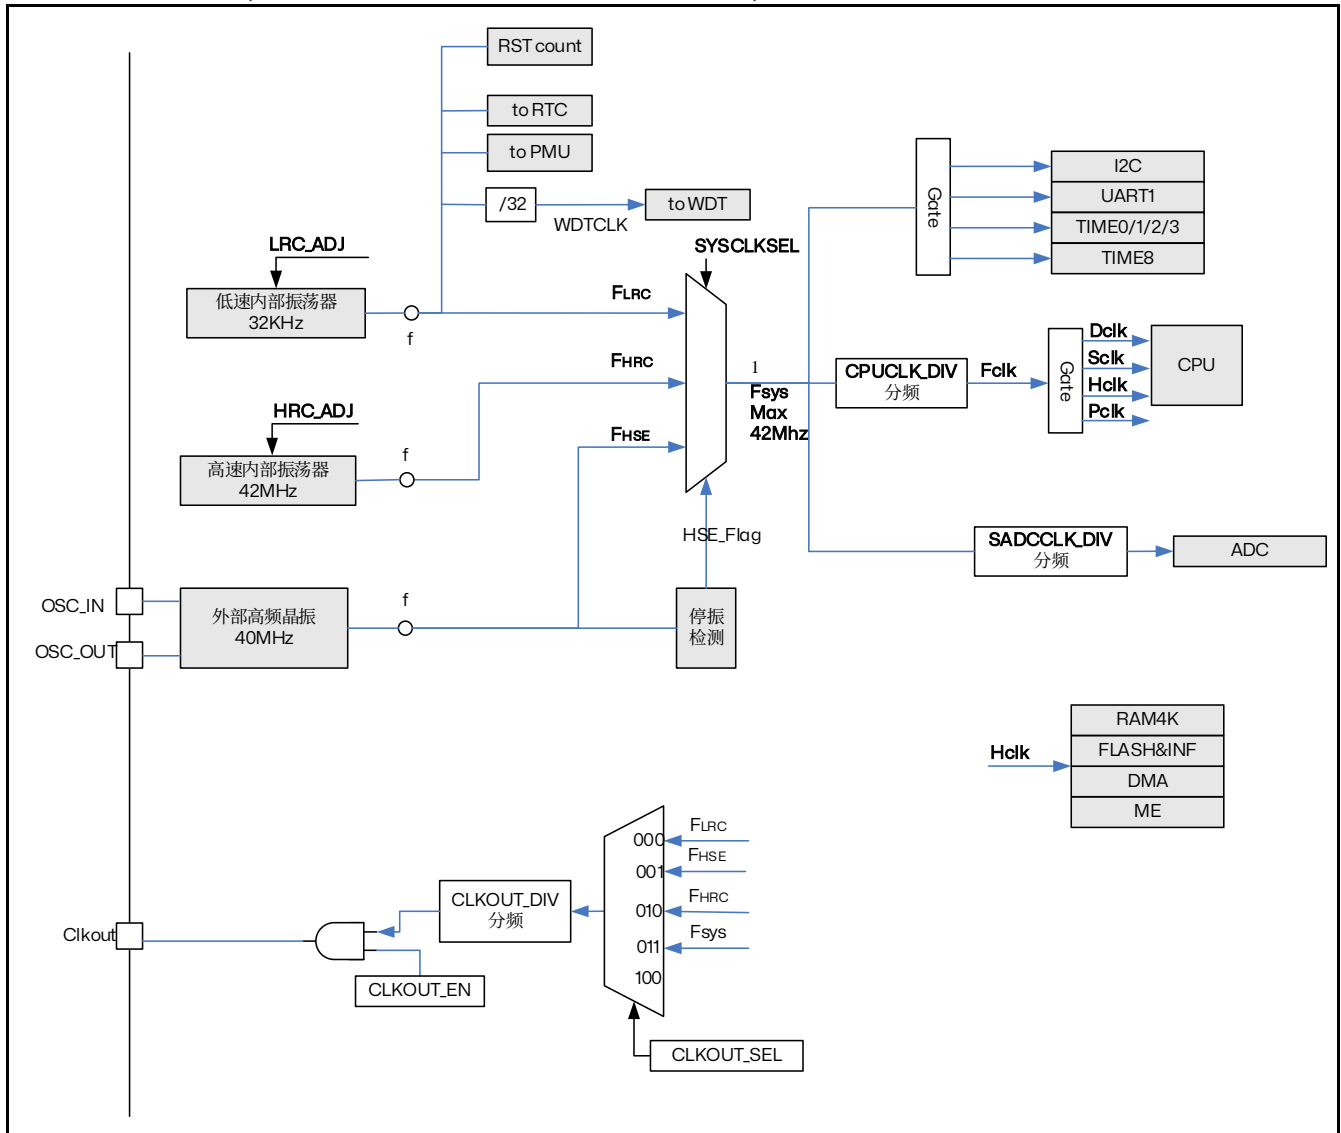 RST count
to RTC
to PMU
/32
WDTCLK
to WDT
LRC_ADJ
低速内部振荡器
32KHz
f
FLRC
SYSCLKSEL
Gate
I2C
UART1
TIME0/1/2/3
TIME8
HRC_ADJ
高速内部振荡器
42MHz
f
FHRC
FHSE
1
Fsys
Max
42Mhz
CPUCLK_DIV
分频
Fclk
Gate
Dclk
Sclk
Hclk
Pclk
CPU
HSE_Flag
SADCCLK_DIV
分频
ADC
OSC_IN
OSC_OUT
外部高频晶振
40MHz
f
停振
检测
Hclk
RAM4K
FLASH&INF
DMA
ME
000
001
010
011
100
FLRC
FHSE
FHRC
Fsys
CLKOUT_DIV
分频
Clkout
CLKOUT_EN
CLKOUT_SEL